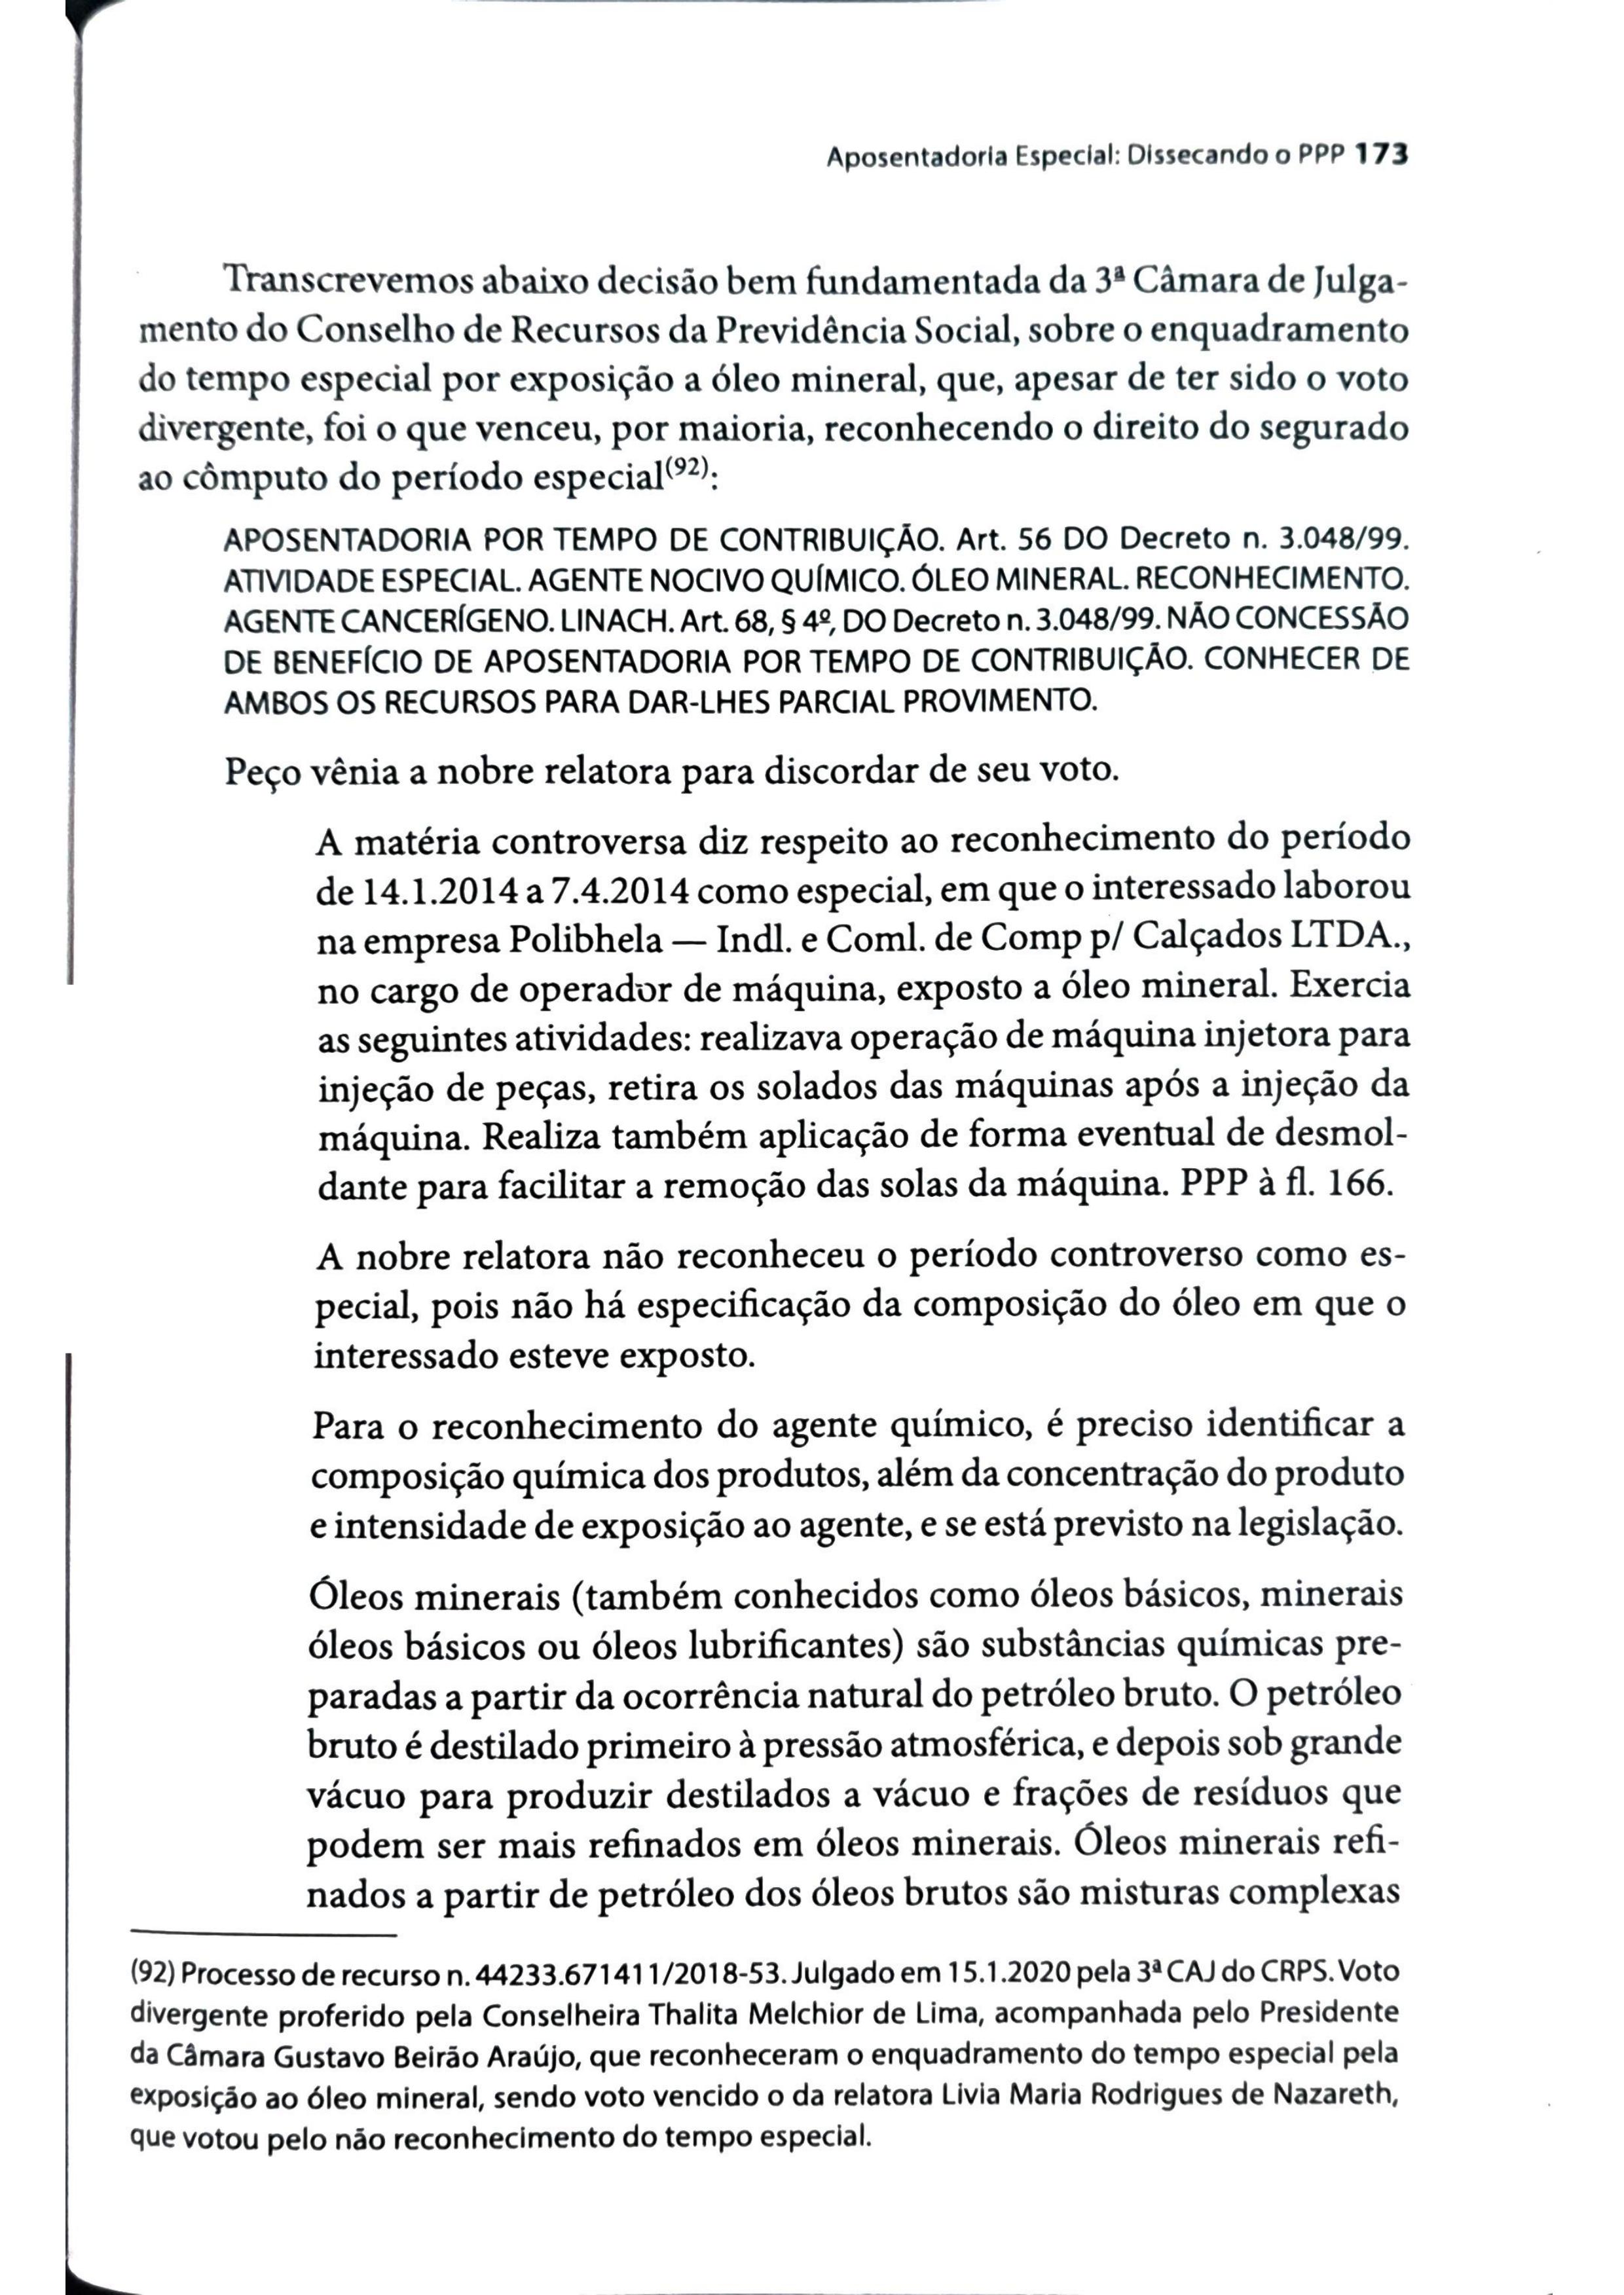 Aposentadoria Especial: Dissecando o PPP 173
Transcrevemos abaixo decisão bem fundamentada da 3ª Câmara de Julga-
mento do Conselho de Recursos da Previdência Social, sobre o enquadramento
do tempo especial por exposição a óleo mineral, que, apesar de ter sido o voto
divergente, foi o que venceu, por maioria, reconhecendo o direito do segurado
ao cômputo do período especial(92):
APOSENTADORIA POR TEMPO DE CONTRIBUIÇÃO. Art. 56 DO Decreto n. 3.048/99.
ATIVIDADE ESPECIAL. AGENTE NOCIVO QUÍMICO. ÓLEO MINERAL. RECONHECIMENTO.
AGENTE CANCERÍGENO. LINACH. Art. 68, § 4º, DO Decreto n. 3.048/99. NÃO CONCESSÃO
DE BENEFÍCIO DE APOSENTADORIA POR TEMPO DE CONTRIBUIÇÃO. CONHECER DE
AMBOS OS RECURSOS PARA DAR-LHES PARCIAL PROVIMENTO.
Peço vênia a nobre relatora para discordar de seu voto.
A matéria controversa diz respeito ao reconhecimento do período
de 14.1.2014 a 7.4.2014 como especial, em que o interessado laborou
na empresa Polibhela — Indl. e Coml. de Comp p/ Calçados LTDA.,
no cargo de operador de máquina, exposto a óleo mineral. Exercia
as seguintes atividades: realizava operação de máquina injetora para
injeção de peças, retira os solados das máquinas após a injeção da
máquina. Realiza também aplicação de forma eventual de desmol-
dante para facilitar a remoção das solas da máquina. PPP à fl. 166.
A nobre relatora não reconheceu o período controverso como es-
pecial, pois não há especificação da composição do óleo em que o
interessado esteve exposto.
Para o reconhecimento do agente químico, é preciso identificar a
composição química dos produtos, além da concentração do produto
e intensidade de exposição ao agente, e se está previsto na legislação.
Óleos minerais (também conhecidos como óleos básicos, minerais
óleos básicos ou óleos lubrificantes) são substâncias químicas pre-
paradas a partir da ocorrência natural do petróleo bruto. O petróleo
bruto é destilado primeiro à pressão atmosférica, e depois sob grande
vácuo para produzir destilados a vácuo e frações de resíduos que
podem ser mais refinados em óleos minerais. Óleos minerais refi-
nados a partir de petróleo dos óleos brutos são misturas complexas
(92) Processo de recurso n. 44233.671411/2018-53. Julgado em 15.1.2020 pela 3ª CAJ do CRPS. Voto
divergente proferido pela Conselheira Thalita Melchior de Lima, acompanhada pelo Presidente
da Câmara Gustavo Beirão Araújo, que reconheceram o enquadramento do tempo especial pela
exposição ao óleo mineral, sendo voto vencido o da relatora Livia Maria Rodrigues de Nazareth,
que votou pelo não reconhecimento do tempo especial.